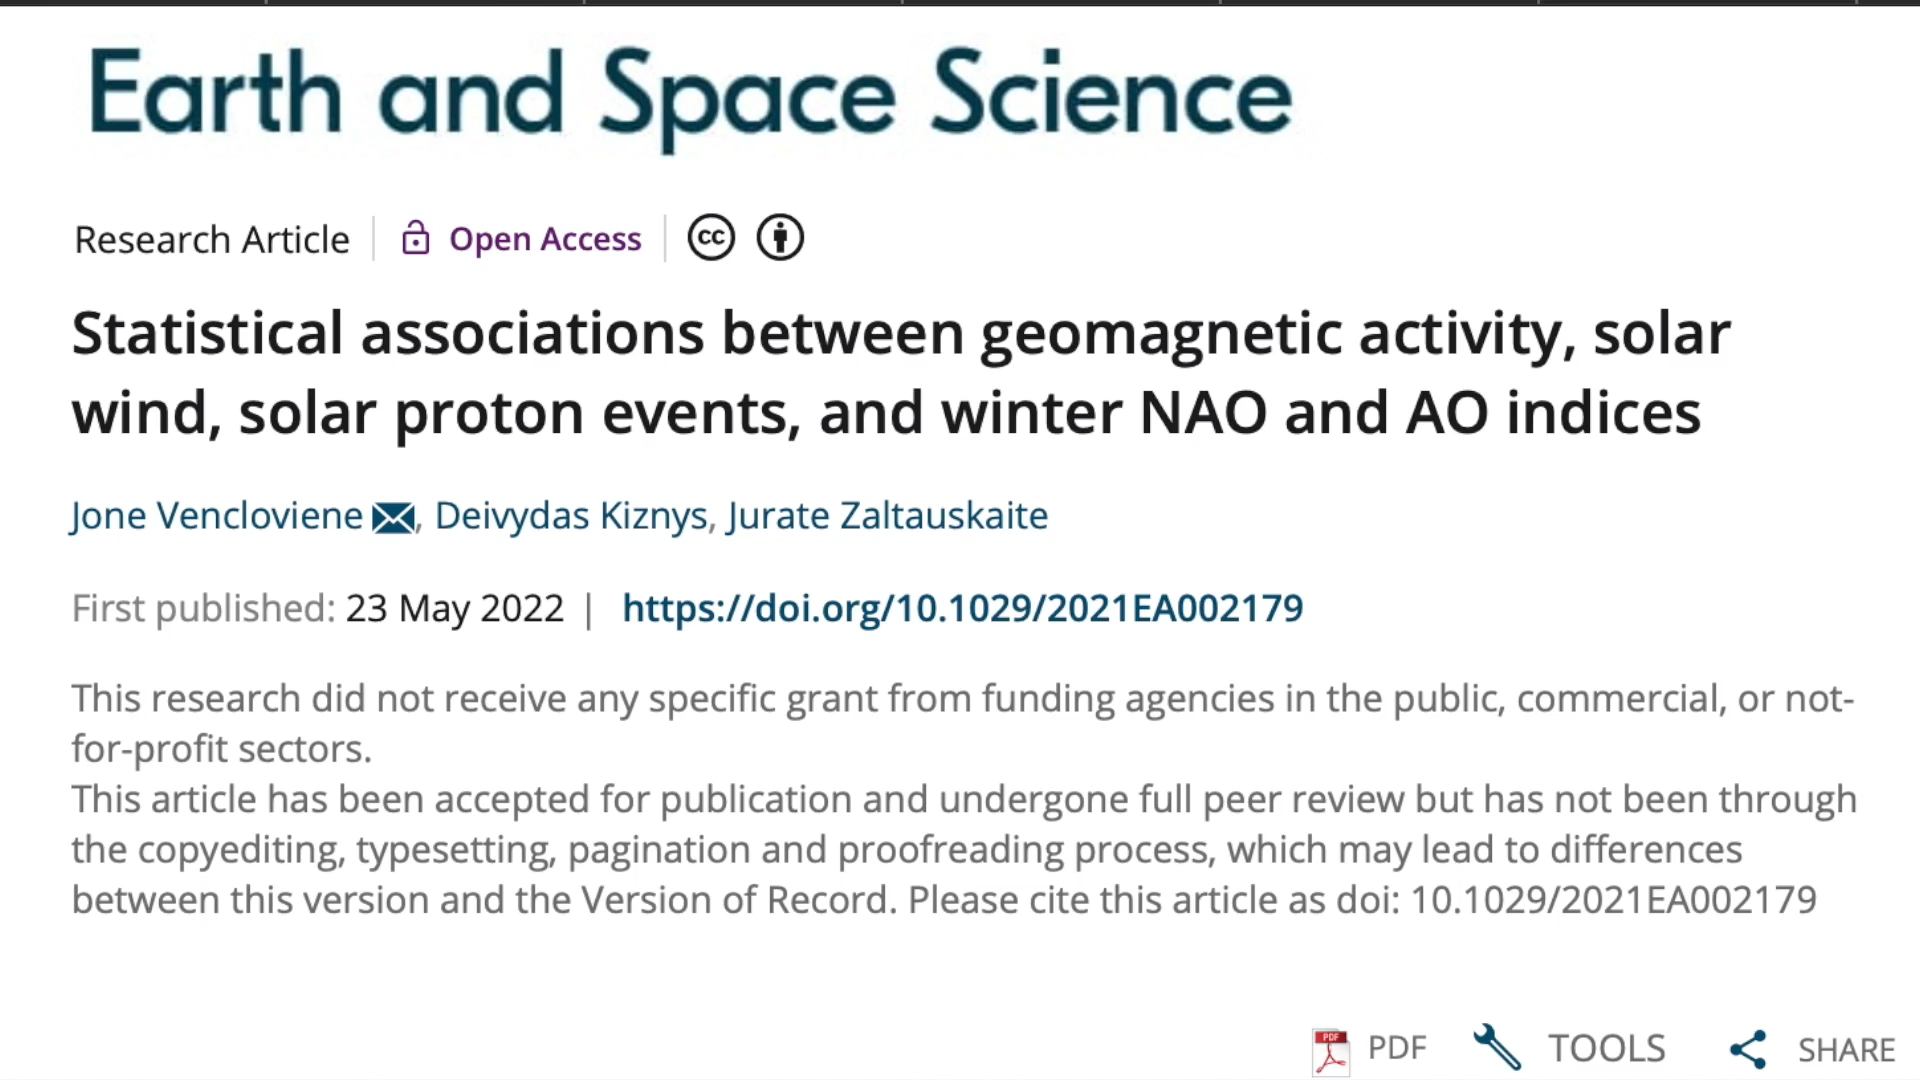 Earth and Space Science
Research Article | Open Access cc
Statistical associations between geomagnetic activity, solar
wind, solar proton events, and winter NAO and AO indices
Jone Vencloviene, Deivydas Kiznys, Jurate Zaltauskaite
First published: 23 May 2022 | https://doi.org/10.1029/2021EA002179
This research did not receive any specific grant from funding agencies in the public, commercial, or not-
for-profit sectors.
This article has been accepted for publication and undergone full peer review but has not been through
the copyediting, typesetting, pagination and proofreading process, which may lead to differences
between this version and the Version of Record. Please cite this article as doi: 10.1029/2021EA002179
PDF PDF TOOLS SHARE